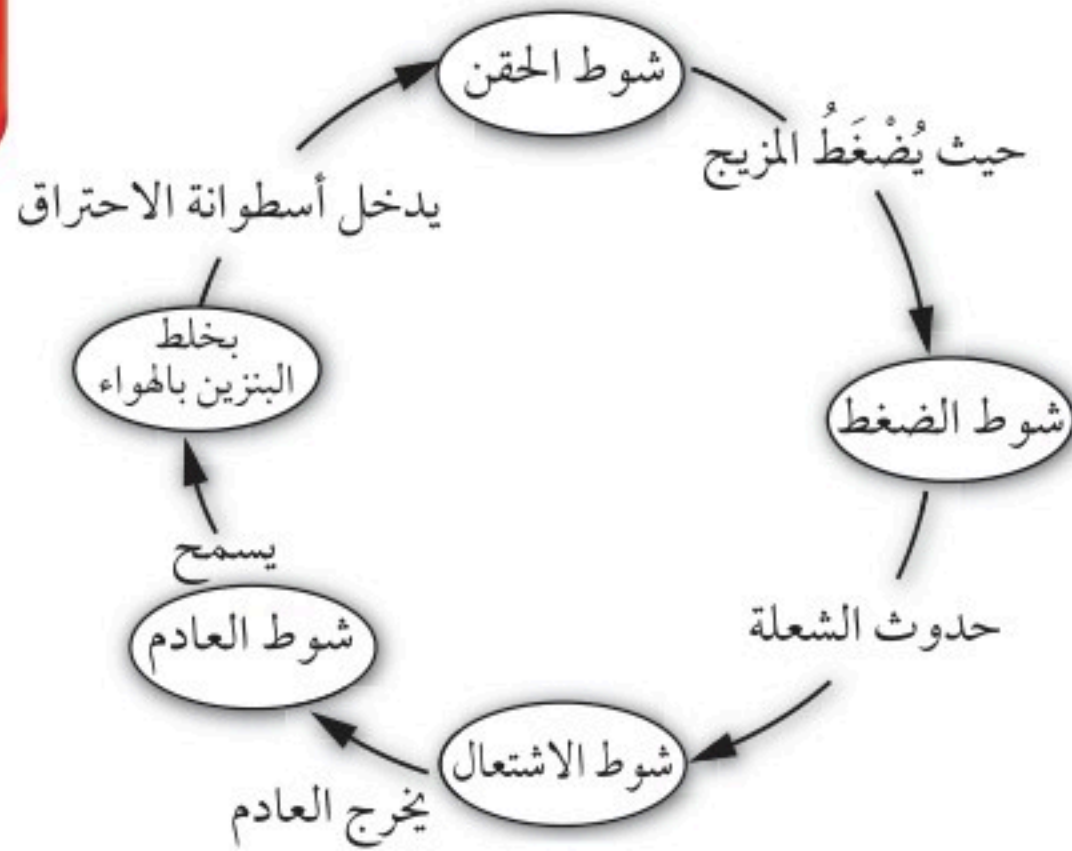 شوط الحقن
حيث يُضْغَطُ المزيج
شوط الضغط
حدوث الشعلة
شوط الاشتعال
يخرج العادم
شوط العادم
يسمح
بخلط
البنزين بالهواء
يدخل أسطوانة الاحتراق